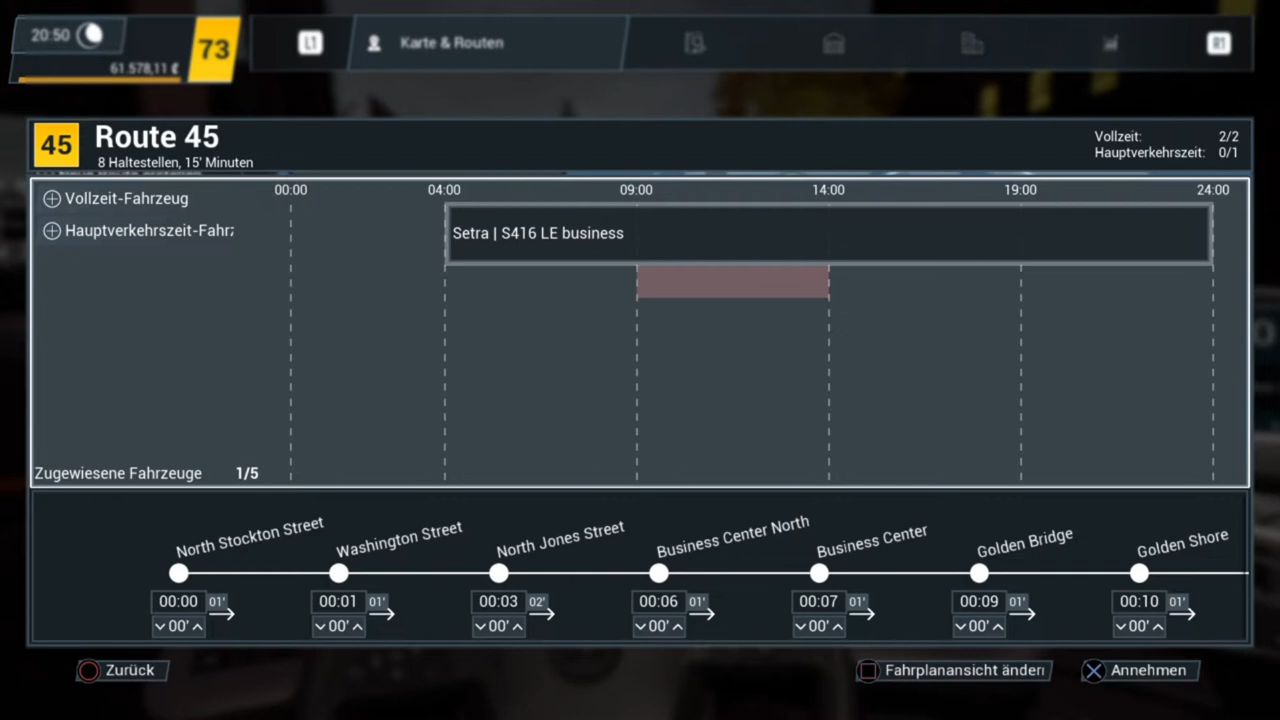 20:50
73
61.578,11 €
L1
Karte & Routen
R1
45
Route 45
8 Haltestellen, 15' Minuten
Vollzeit: 2/2
Hauptverkehrszeit: 0/1
00:00 04:00 09:00 14:00 19:00 24:00
Vollzeit-Fahrzeug
Hauptverkehrszeit-Fahrz
Setra | S416 LE business
Zugewiesene Fahrzeuge 1/5
North Stockton Street
Washington Street
North Jones Street
Business Center North
Business Center
Golden Bridge
Golden Shore
00:00 01' 00:01 01' 00:03 02' 00:06 01' 00:07 01' 00:09 01' 00:10 01'
00' 00' 00' 00' 00' 00' 00'
Zurück
Fahrplanansicht änderi
Annehmen